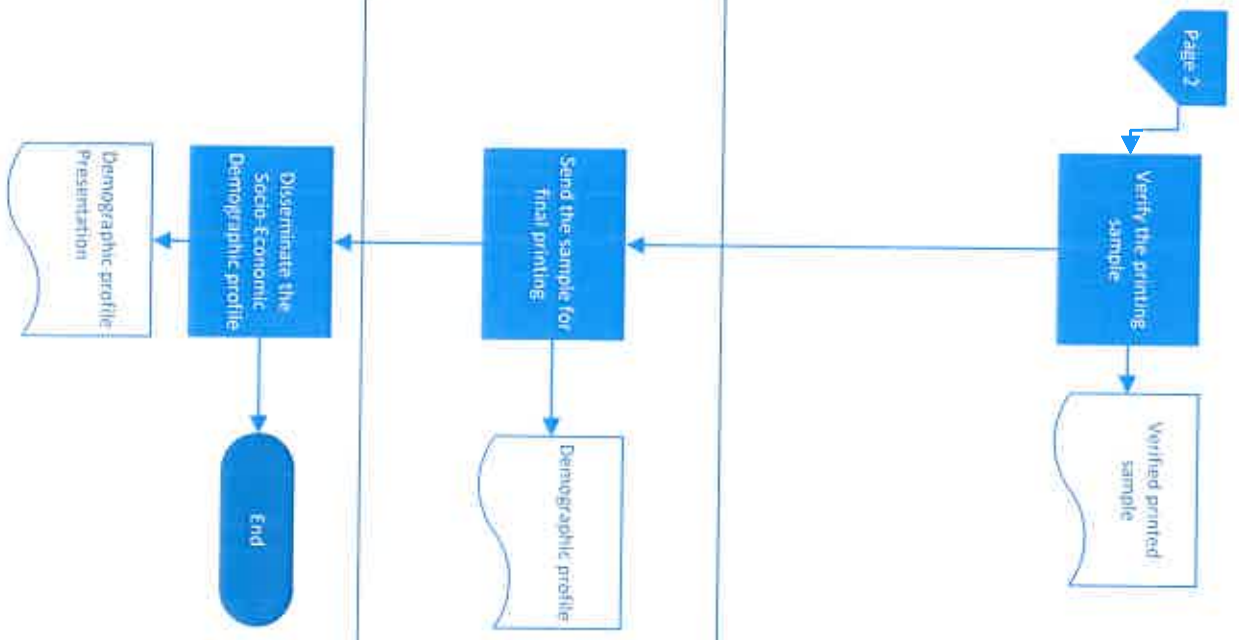 Page 2
Verify the printing
sample
Verified printed
sample
Send the sample for
final printing
Demographic profile
Disseminate the
Socio-Economic
Demographic profile
End
Demographic profile
Presentation